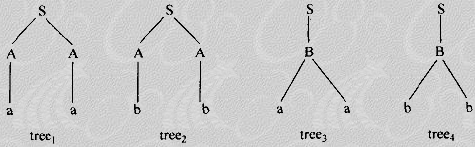 S S S S
A A A A B B
a a b b a a b b
tree₁ tree₂ tree₃ tree₄